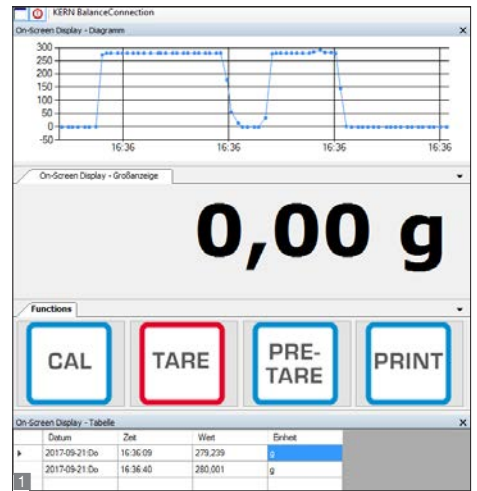 KERN BalanceConnection
On-Screen Display - Diagramm
X
300
250
200
150
100
50
0
-50
16:36 16:36 16:36 16:36
On-Screen Display - Großanzeige
0,00 g
Functions
CAL TARE PRE-TARE PRINT
On-Screen Display - Tabelle X
Datum Zeit Wert Einheit
2017-09-21:Do 16:36:09 279,239 g
2017-09-21:Do 16:36:40 280,001 g
1